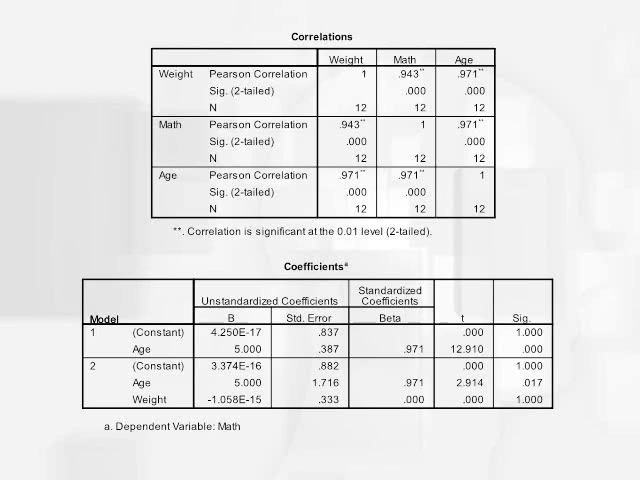 Correlations
Weight Math Age
Weight Pearson Correlation 1 .943** .971**
Sig. (2-tailed) .000 .000
N 12 12 12
Math Pearson Correlation .943** 1 .971**
Sig. (2-tailed) .000 .000
N 12 12 12
Age Pearson Correlation .971** .971** 1
Sig. (2-tailed) .000 .000
N 12 12 12
**. Correlation is significant at the 0.01 level (2-tailed).
Coefficientsa
Unstandardized Coefficients Standardized Coefficients
Model B Std. Error Beta t Sig.
1 (Constant) 4.250E-17 .837 .000 1.000
Age 5.000 .387 .971 12.910 .000
2 (Constant) 3.374E-16 .882 .000 1.000
Age 5.000 1.716 .971 2.914 .017
Weight -1.058E-15 .333 .000 .000 1.000
a. Dependent Variable: Math